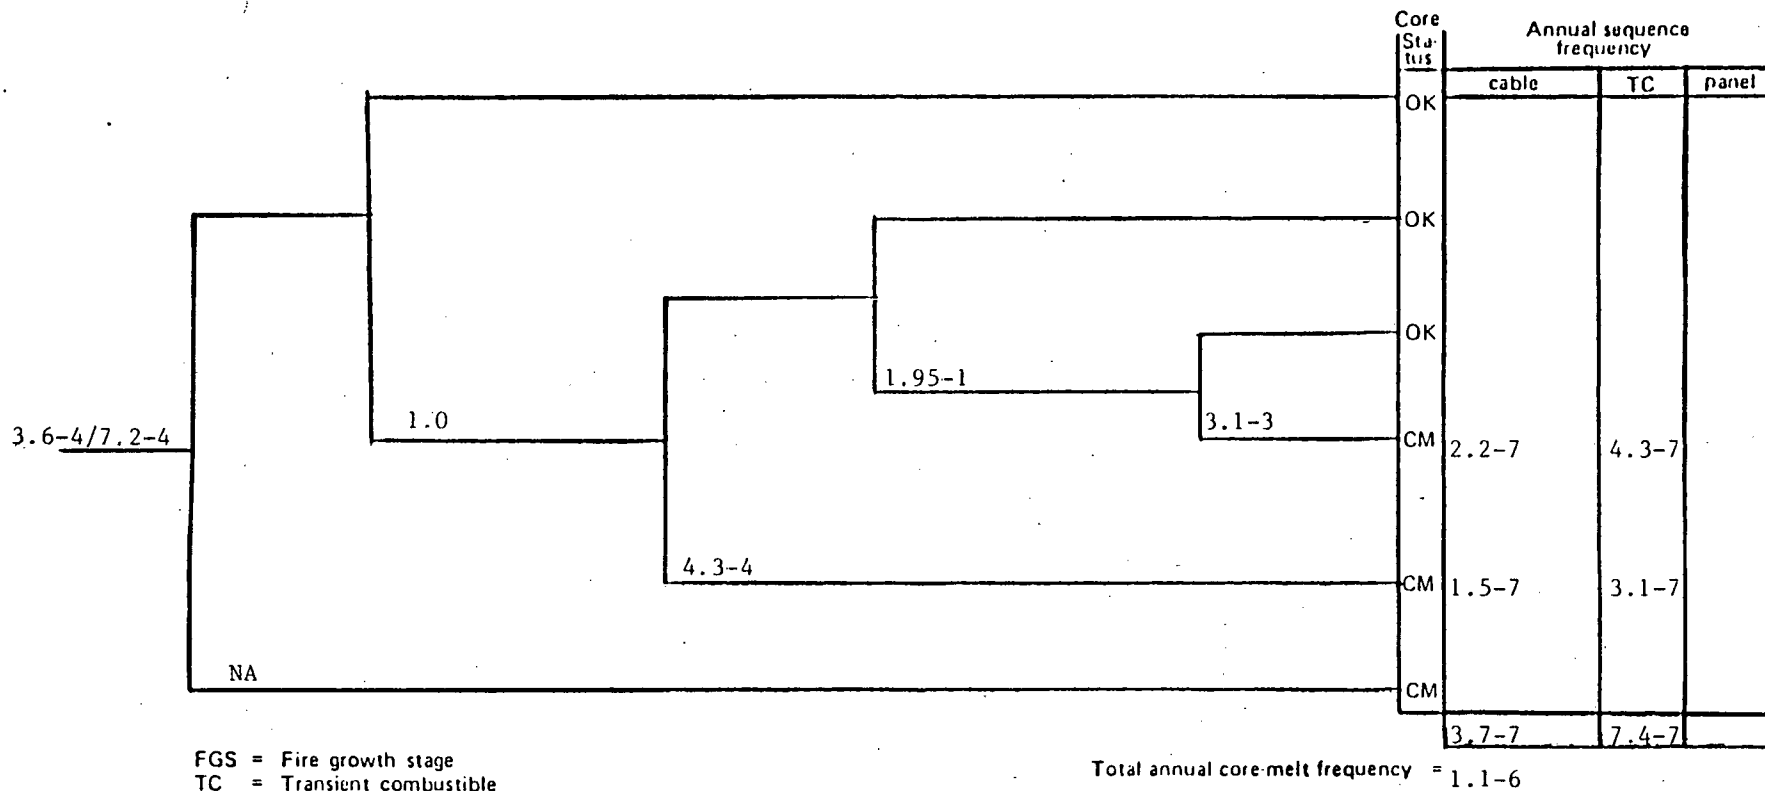 Core
Sta-
tus
Annual sequence
frequency
cable TC panel
OK
OK
OK
1.95-1
1.0
3.1-3
3.6-4/7.2-4
CM 2.2-7 4.3-7
4.3-4
CM 1.5-7 3.1-7
NA
CM
3.7-7 7.4-7
FGS = Fire growth stage
TC = Transient combustible
Total annual core-melt frequency = 1.1-6